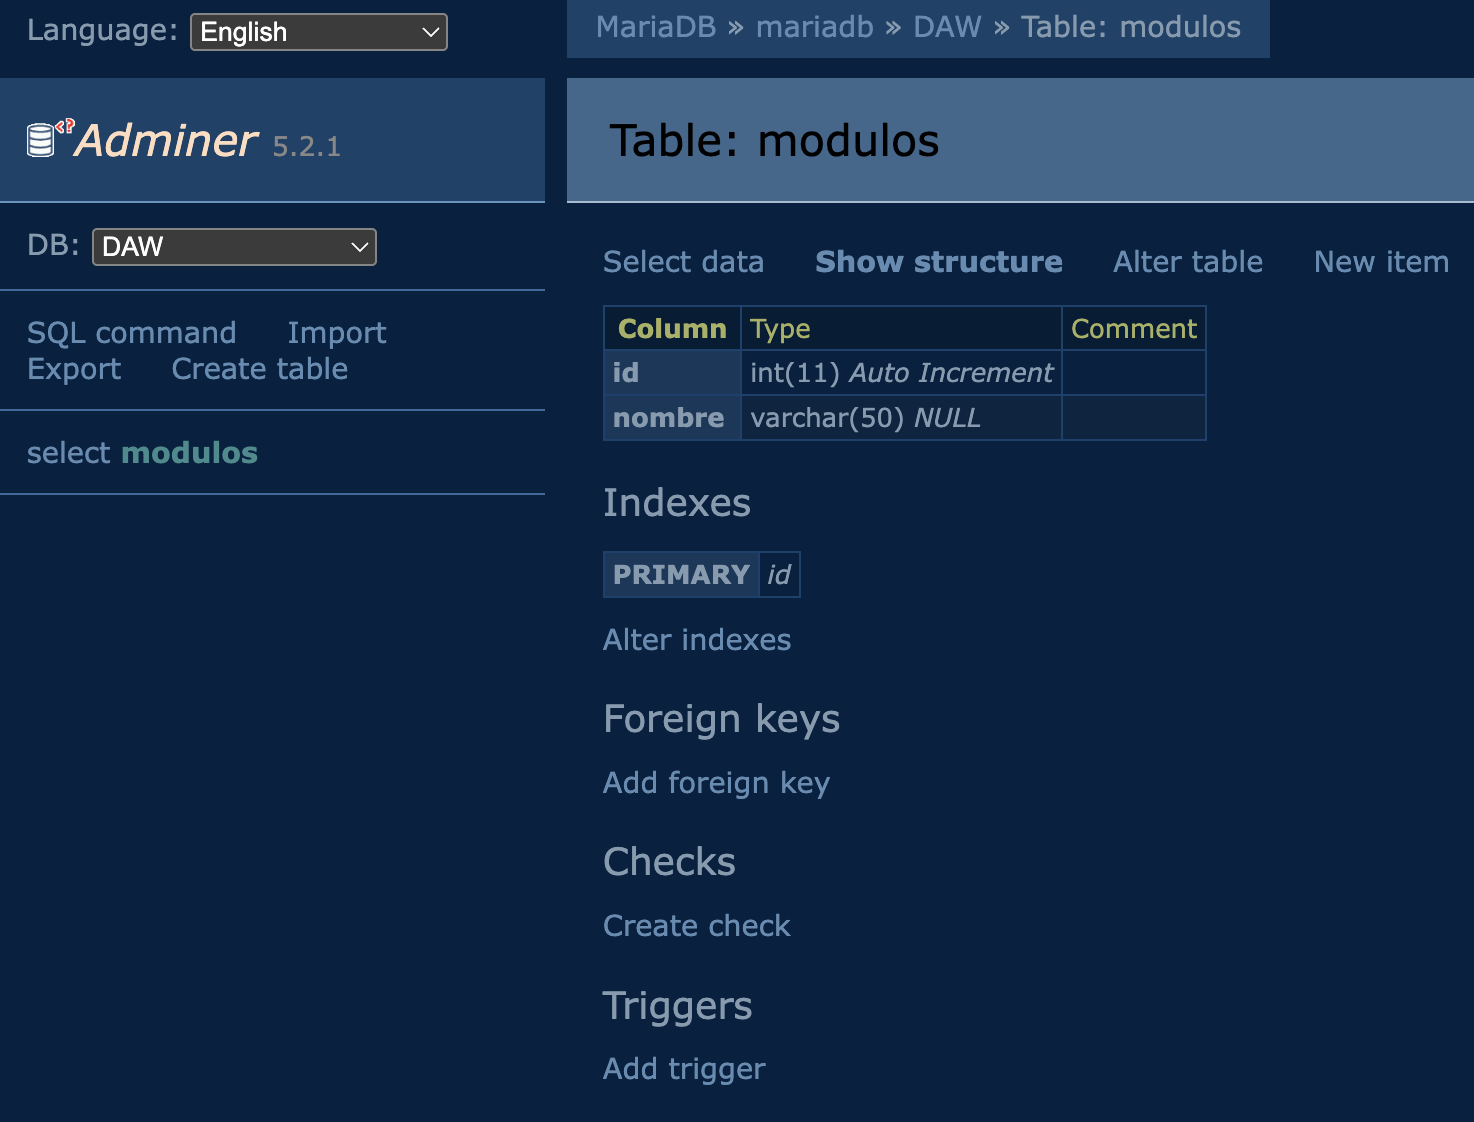 Language: English
MariaDB » mariadb » DAW » Table: modulos
Adminer 5.2.1
Table: modulos
DB: DAW
SQL command Import
Export Create table
select modulos
Select data Show structure Alter table New item
Column Type Comment
id int(11) Auto Increment
nombre varchar(50) NULL
Indexes
PRIMARY id
Alter indexes
Foreign keys
Add foreign key
Checks
Create check
Triggers
Add trigger